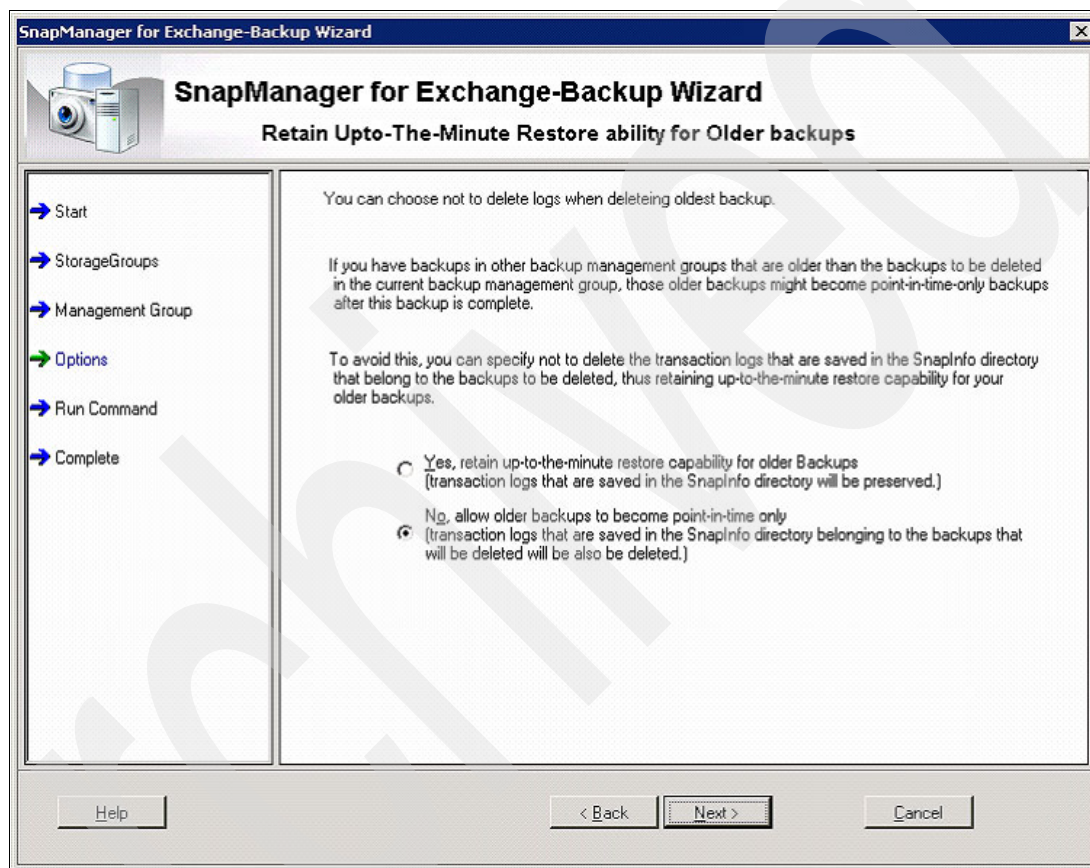 SnapManager for Exchange-Backup Wizard
SnapManager for Exchange-Backup Wizard
Retain Upto-The-Minute Restore ability for Older backups
Start
StorageGroups
Management Group
Options
Run Command
Complete
You can choose not to delete logs when deleteing oldest backup.
If you have backups in other backup management groups that are older than the backups to be deleted
in the current backup management group, those older backups might become point-in-time-only backups
after this backup is complete.
To avoid this, you can specify not to delete the transaction logs that are saved in the SnapInfo directory
that belong to the backups to be deleted, thus retaining up-to-the-minute restore capability for your
older backups.
Yes, retain up-to-the-minute restore capability for older Backups
(transaction logs that are saved in the SnapInfo directory will be preserved.)
No, allow older backups to become point-in-time only
(transaction logs that are saved in the SnapInfo directory belonging to the backups that
will be deleted will be also be deleted.)
Help
< Back
Next >
Cancel